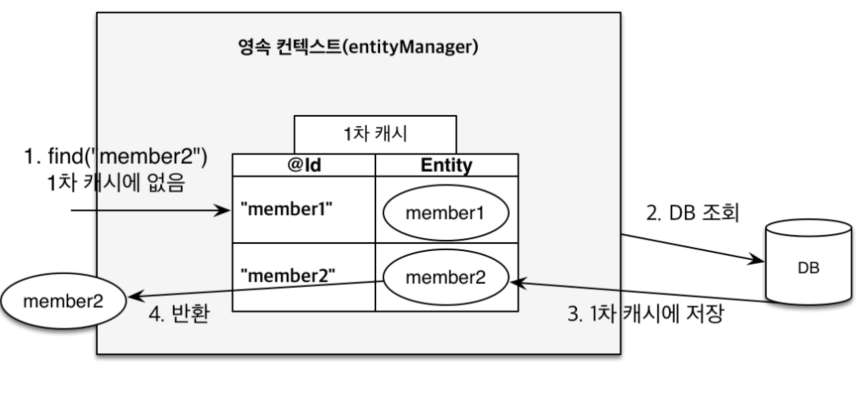 영속 컨텍스트(entityManager)
1차 캐시
1. find("member2")
1차 캐시에 없음
@Id
Entity
"member1"
member1
2. DB 조회
DB
"member2"
member2
member2
4. 반환
3. 1차 캐시에 저장